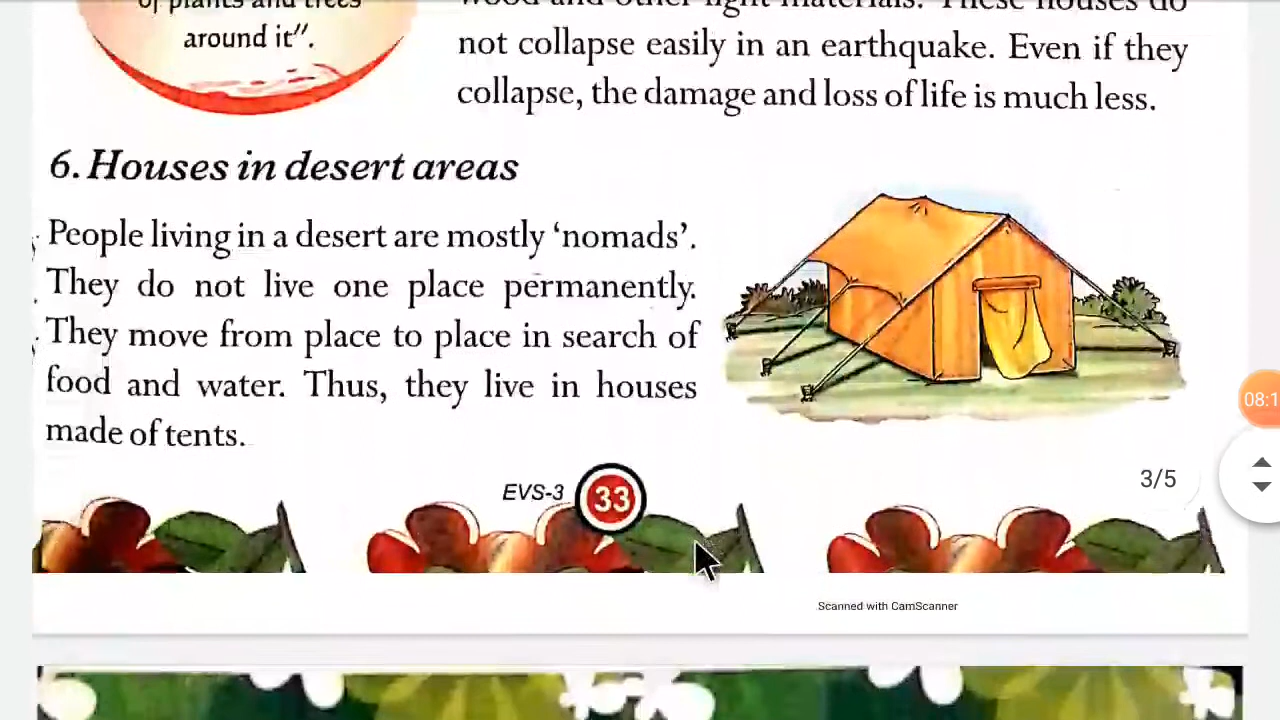 of plants and trees
around it".
wood and other light materials. These houses do
not collapse easily in an earthquake. Even if they
collapse, the damage and loss of life is much less.
6. Houses in desert areas
People living in a desert are mostly 'nomads'.
They do not live one place permanently.
They move from place to place in search of
food and water. Thus, they live in houses
made of tents.
EVS-3 33
08:1
3/5
Scanned with CamScanner